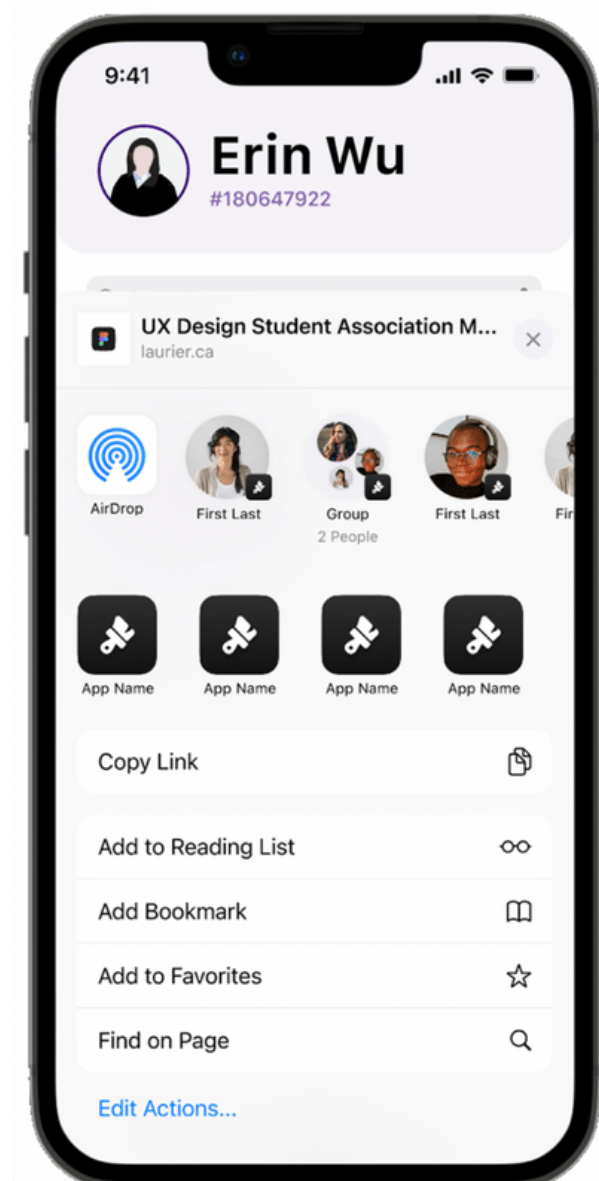 9:41
Erin Wu
#180647922
UX Design Student Association M...
laurier.ca
AirDrop
First Last
Group
2 People
First Last
Fir
App Name
App Name
App Name
App Name
Copy Link
Add to Reading List
Add Bookmark
Add to Favorites
Find on Page
Edit Actions...